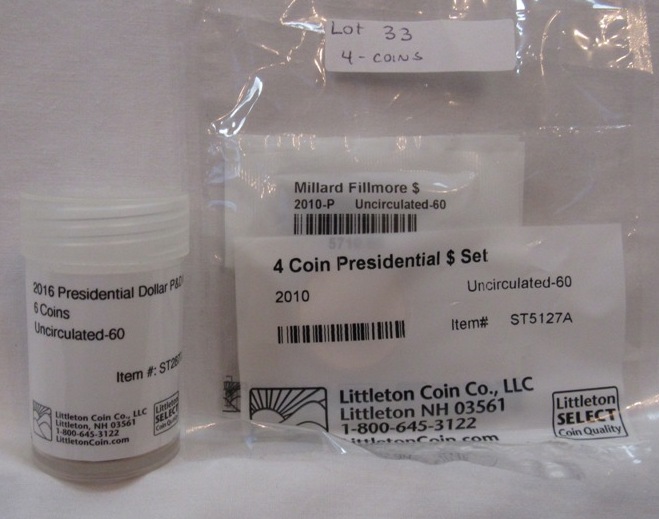 Lot 33
4-COINS
Millard Fillmore $
2010-P Uncirculated-60
4 Coin Presidential $ Set
2010 Uncirculated-60
Item# ST5127A
Littleton Coin Co., LLC
Littleton NH 03561
1-800-645-3122
LittletonCoin.com
Littleton
SELECT
Coin Quality
2016 Presidential Dollar
6 Coins
Uncirculated-60
Item #:
Littleton Coin Co., LLC
Littleton, NH 03561
1-800-645-3122
LittletonCoin.com
Littleton
SELECT
Coin Quality